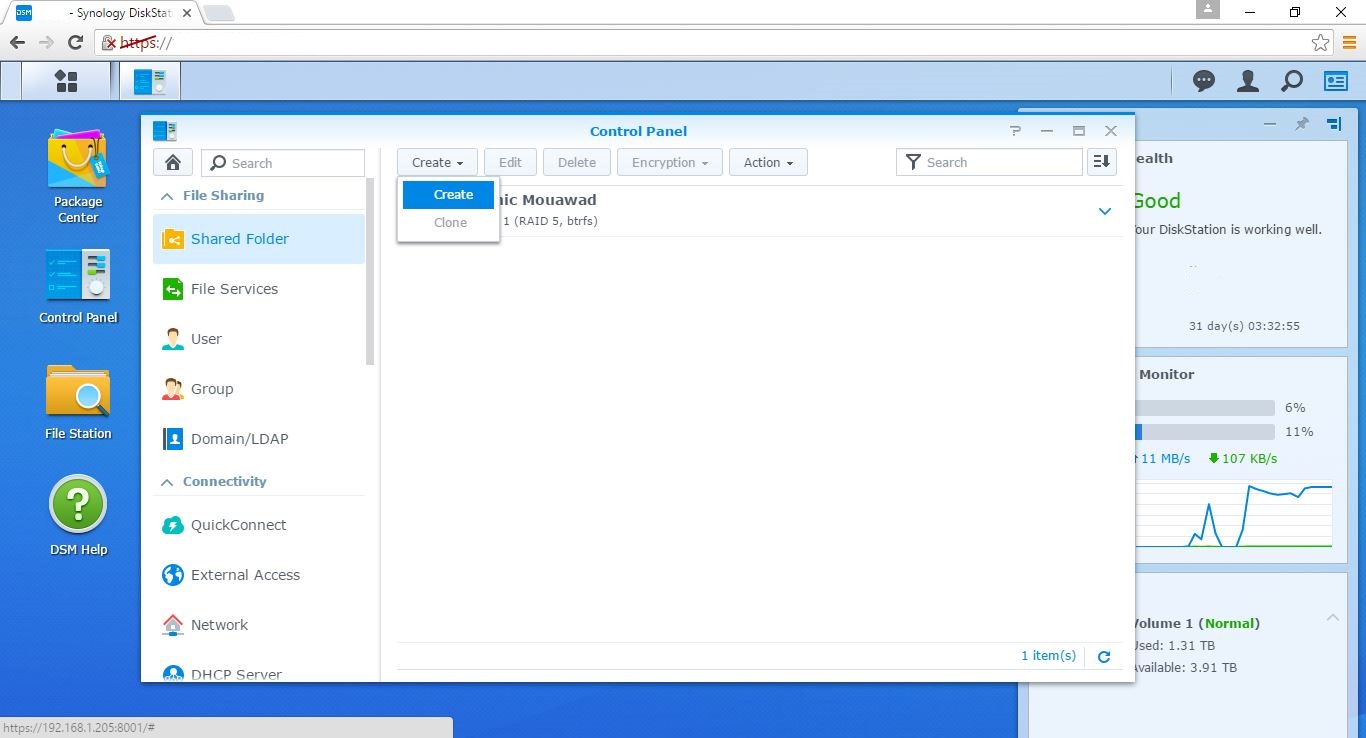 DSM
- Synology DiskStat
https://
Control Panel
Package
Center
Control Panel
File Station
DSM Help
Search
File Sharing
Shared Folder
File Services
User
Group
Domain/LDAP
Connectivity
QuickConnect
External Access
Network
DHCP Server
Create
Edit
Delete
Encryption
Action
Search
Create
Clone
nic Mouawad
1 (RAID 5, btrfs)
1 item(s)
ealth
Good
our DiskStation is working well.
31 day(s) 03:32:55
Monitor
6%
11%
11 MB/s 107 KB/s
Volume 1 (Normal)
Used: 1.31 TB
Available: 3.91 TB
https://192.168.1.205:8001/#